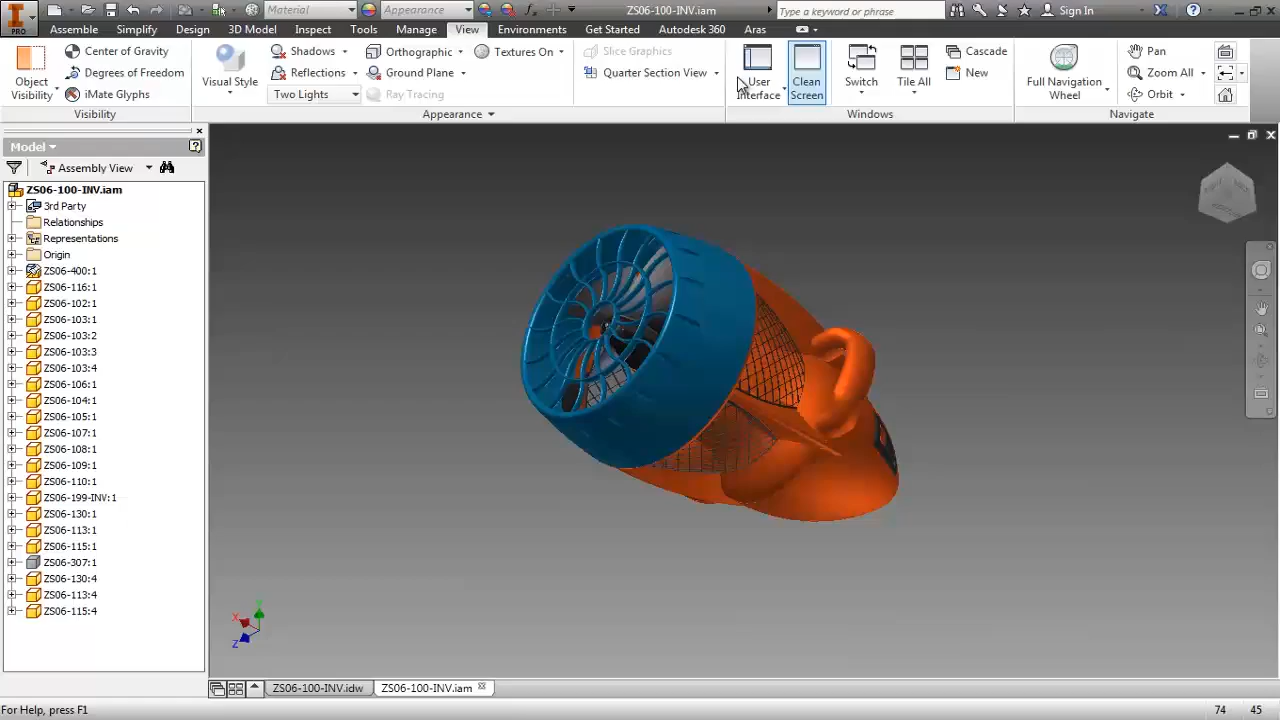 PRO
Material
Appearance
ZS06-100-INV.iam
Type a keyword or phrase
Sign In
Assemble
Simplify
Design
3D Model
Inspect
Tools
Manage
View
Environments
Get Started
Autodesk 360
Aras
Object Visibility
Center of Gravity
Degrees of Freedom
iMate Glyphs
Visibility
Visual Style
Shadows
Reflections
Two Lights
Orthographic
Ground Plane
Ray Tracing
Textures On
Appearance
Slice Graphics
Quarter Section View
User Interface
Clean Screen
Switch
Tile All
Cascade
New
Windows
Full Navigation Wheel
Pan
Zoom All
Orbit
Navigate
Model
Assembly View
ZS06-100-INV.iam
3rd Party
Relationships
Representations
Origin
ZS06-400:1
ZS06-116:1
ZS06-102:1
ZS06-103:1
ZS06-103:2
ZS06-103:3
ZS06-103:4
ZS06-106:1
ZS06-104:1
ZS06-105:1
ZS06-107:1
ZS06-108:1
ZS06-109:1
ZS06-110:1
ZS06-199-INV:1
ZS06-130:1
ZS06-113:1
ZS06-115:1
ZS06-307:1
ZS06-130:4
ZS06-113:4
ZS06-115:4
X
Y
Z
ZS06-100-INV.idw
ZS06-100-INV.iam
For Help, press F1
74
45